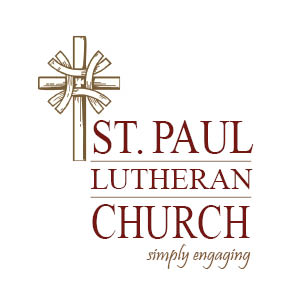 ST. PAUL
LUTHERAN
CHURCH
simply engaging